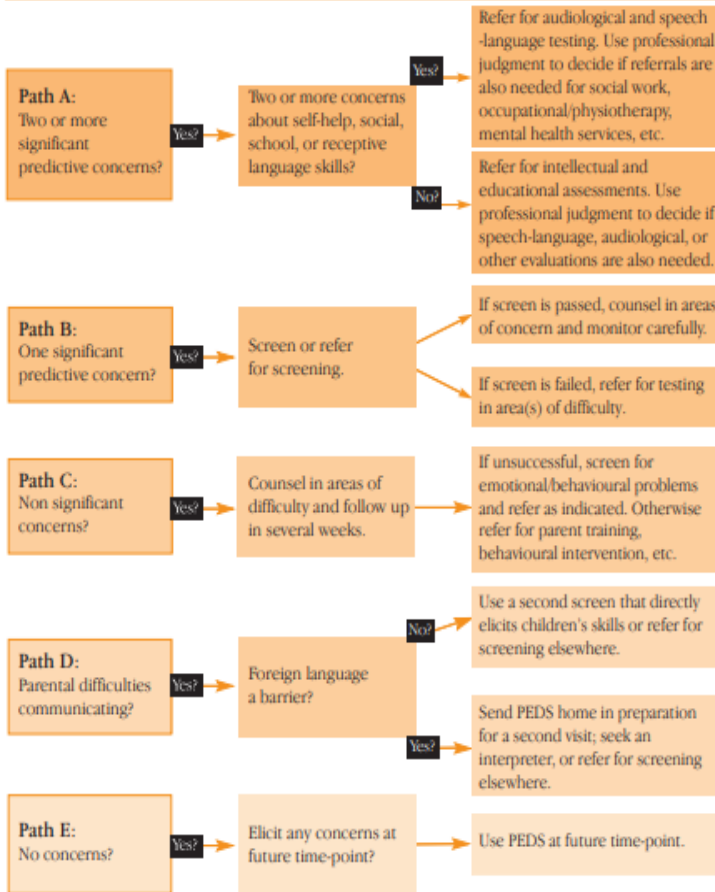 Path A:
Two or more
significant
predictive concerns?
Yes?
Two or more concerns
about self-help, social,
school, or receptive
language skills?
Yes?
Refer for audiological and speech
-language testing. Use professional
judgment to decide if referrals are
also needed for social work,
occupational/physiotherapy,
mental health services, etc.
No?
Refer for intellectual and
educational assessments. Use
professional judgment to decide if
speech-language, audiological, or
other evaluations are also needed.
Path B:
One significant
predictive concern?
Yes?
Screen or refer
for screening.
If screen is passed, counsel in areas
of concern and monitor carefully.
If screen is failed, refer for testing
in area(s) of difficulty.
Path C:
Non significant
concerns?
Yes?
Counsel in areas of
difficulty and follow up
in several weeks.
If unsuccessful, screen for
emotional/behavioural problems
and refer as indicated. Otherwise
refer for parent training,
behavioural intervention, etc.
Path D:
Parental difficulties
communicating?
Yes?
Foreign language
a barrier?
No?
Use a second screen that directly
elicits children's skills or refer for
screening elsewhere.
Yes?
Send PEDS home in preparation
for a second visit; seek an
interpreter, or refer for screening
elsewhere.
Path E:
No concerns?
Yes?
Elicit any concerns at
future time-point?
Use PEDS at future time-point.